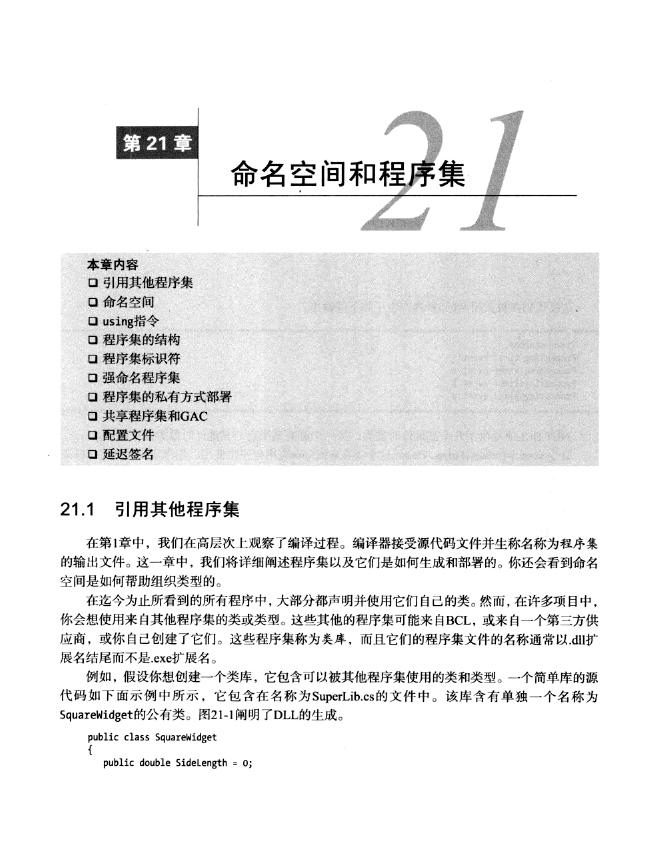 21
第 21 章
命名空间和程序集
本章内容
❑ 引用其他程序集
❑ 命名空间
❑ using指令
❑ 程序集的结构
❑ 程序集标识符
❑ 强命名程序集
❑ 程序集的私有方式部署
❑ 共享程序集和GAC
❑ 配置文件
❑ 延迟签名
21.1 引用其他程序集
在第1章中，我们在高层次上观察了编译过程。编译器接受源代码文件并生称名称为程序集
的输出文件。这一章中，我们将详细阐述程序集以及它们是如何生成和部署的。你还会看到命名
空间是如何帮助组织类型的。
在迄今为止所看到的所有程序中，大部分都声明并使用它们自己的类。然而，在许多项目中，
你会想使用来自其他程序集的类或类型。这些其他的程序集可能来自BCL，或来自一个第三方供
应商，或你自己创建了它们。这些程序集称为类库，而且它们的程序集文件的名称通常以.dll扩
展名结尾而不是.exe扩展名。
例如，假设你想创建一个类库，它包含可以被其他程序集使用的类和类型。一个简单库的源
代码如下面示例中所示，它包含在名称为SuperLib.cs的文件中。该库含有单独一个名称为
SquareWidget的公有类。图21-1阐明了DLL的生成。
public class SquareWidget
{
public double SideLength = 0;